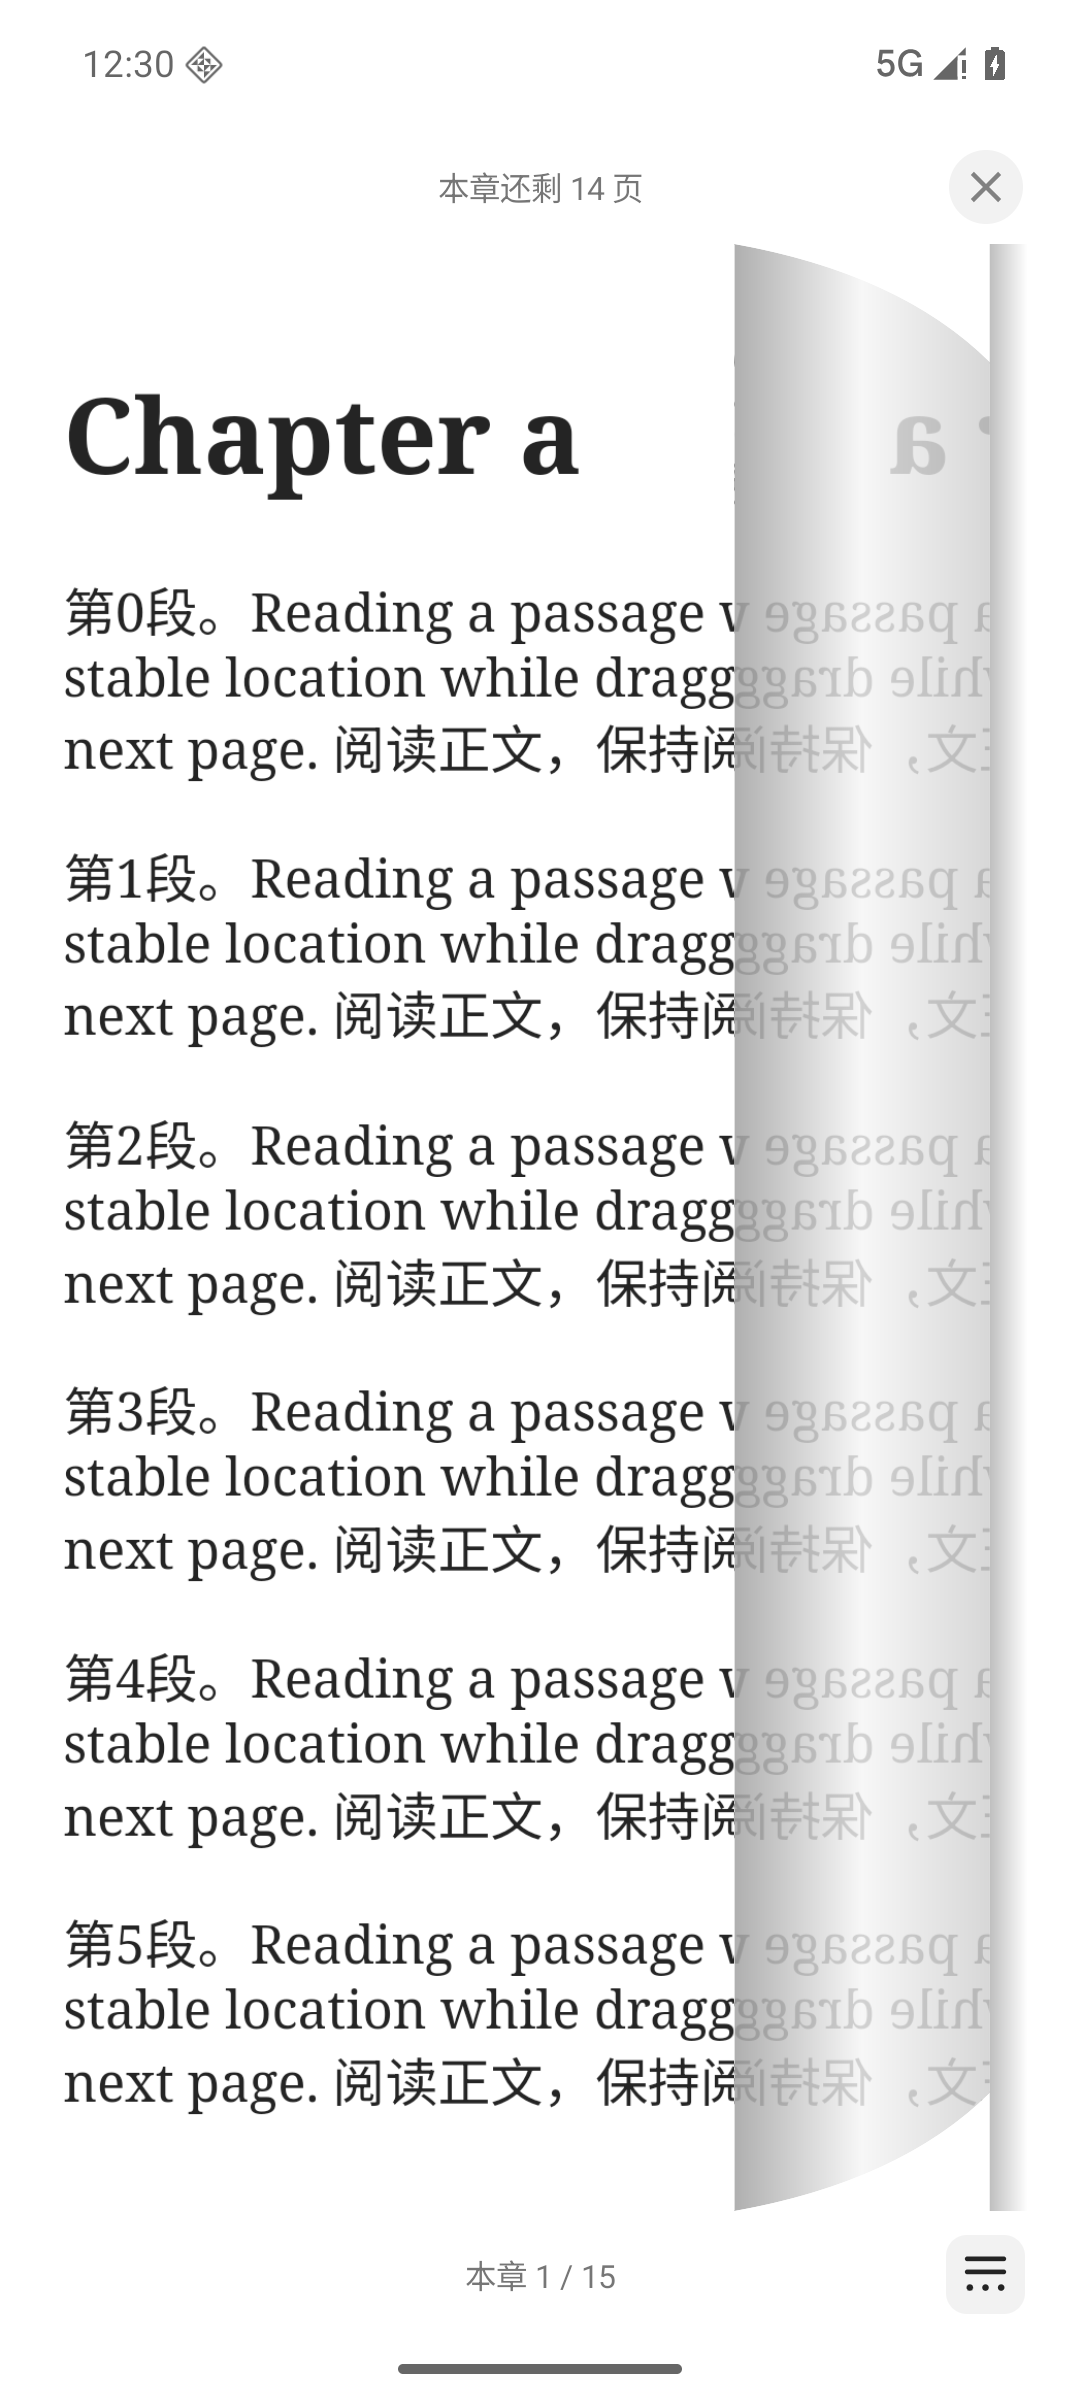 12:30
5G
本章还剩 14 页
Chapter a
第0段。Reading a passage
stable location while dragg
next page. 阅读正文，保持阅
第1段。Reading a passage
stable location while dragg
next page. 阅读正文，保持阅
第2段。Reading a passage
stable location while dragg
next page. 阅读正文，保持阅
第3段。Reading a passage
stable location while dragg
next page. 阅读正文，保持阅
第4段。Reading a passage
stable location while dragg
next page. 阅读正文，保持阅
第5段。Reading a passage
stable location while dragg
next page. 阅读正文，保持阅
本章 1 / 15